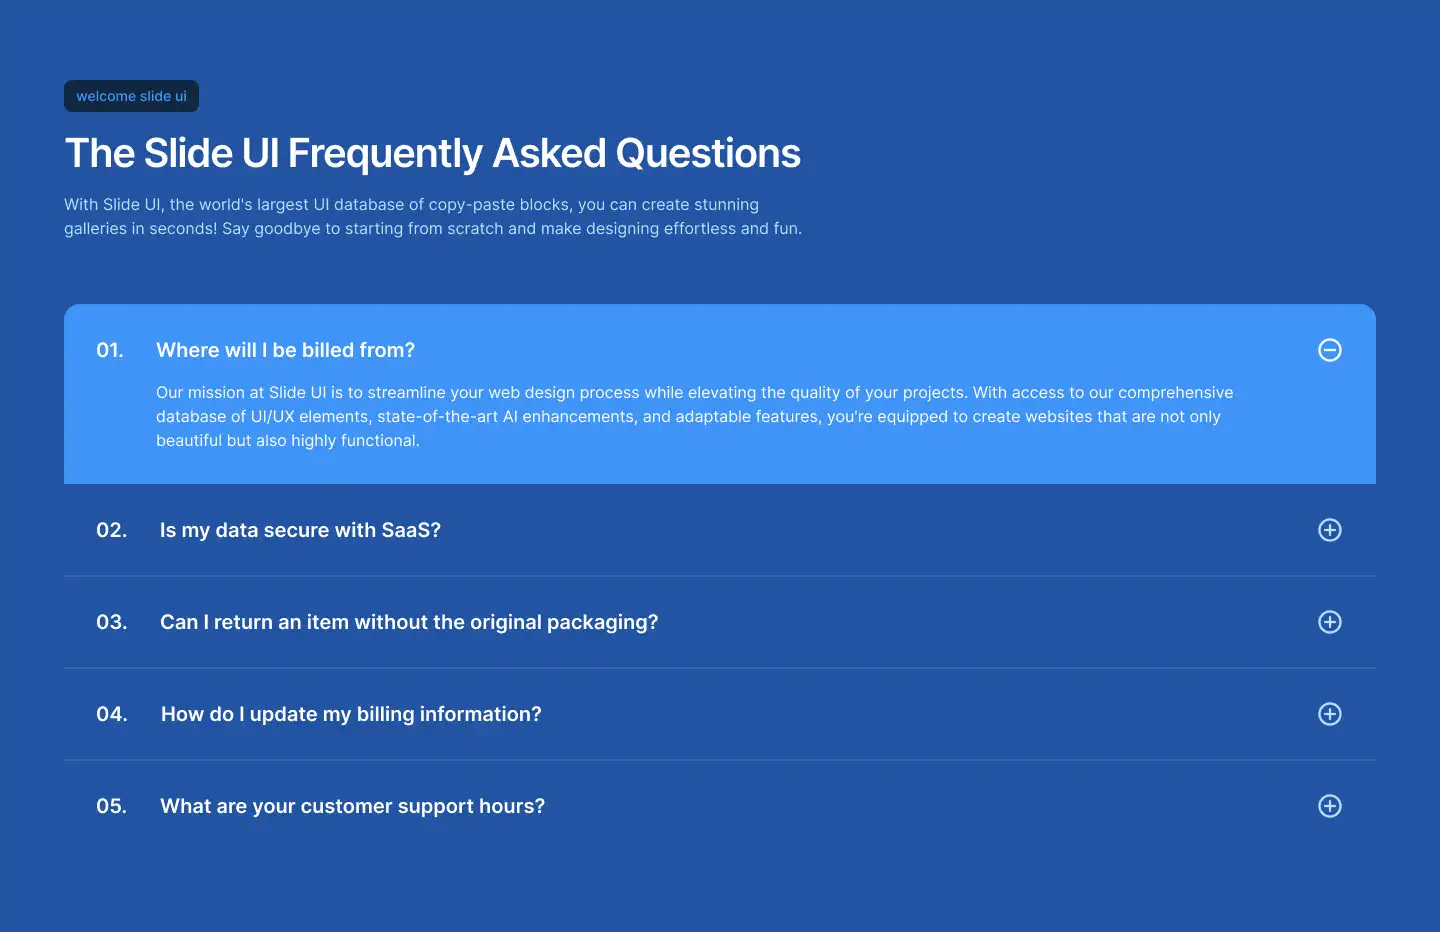 welcome slide ui
The Slide UI Frequently Asked Questions
With Slide UI, the world's largest UI database of copy-paste blocks, you can create stunning
galleries in seconds! Say goodbye to starting from scratch and make designing effortless and fun.
01. Where will I be billed from?
Our mission at Slide UI is to streamline your web design process while elevating the quality of your projects. With access to our comprehensive
database of UI/UX elements, state-of-the-art AI enhancements, and adaptable features, you're equipped to create websites that are not only
beautiful but also highly functional.
02. Is my data secure with SaaS?
03. Can I return an item without the original packaging?
04. How do I update my billing information?
05. What are your customer support hours?